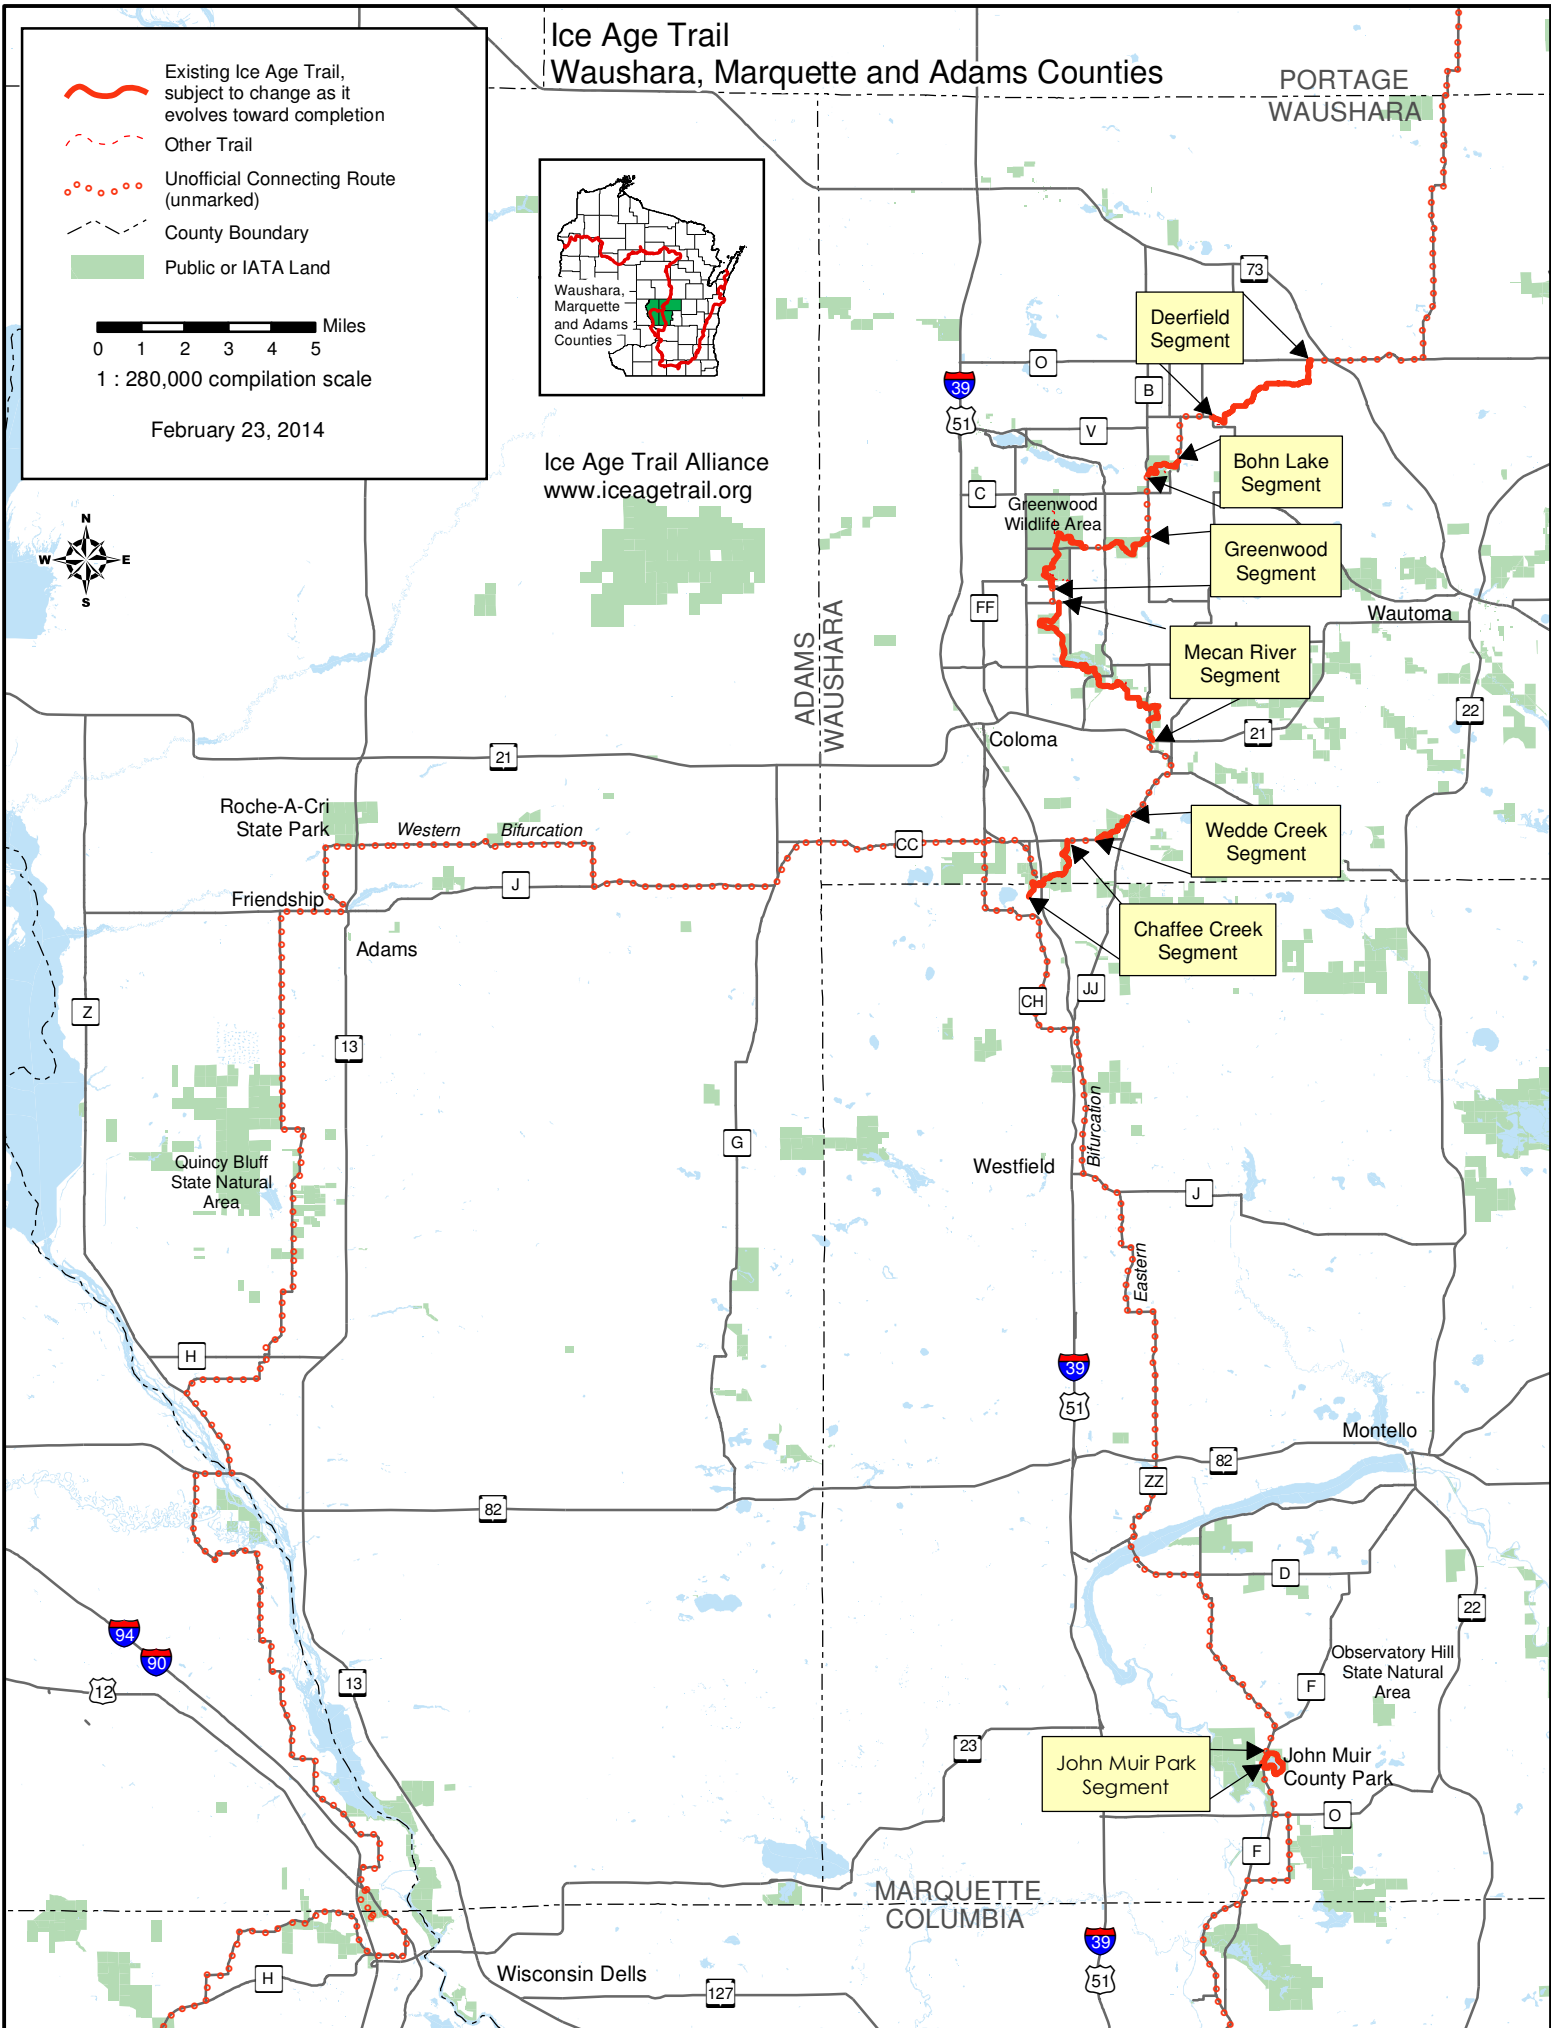 Ice Age Trail
Waushara, Marquette and Adams Counties
Existing Ice Age Trail,
subject to change as it
evolves toward completion
Other Trail
Unofficial Connecting Route
(unmarked)
County Boundary
Public or IATA Land
Miles
0 1 2 3 4 5
1 : 280,000 compilation scale
February 23, 2014
Waushara,
Marquette
and Adams
Counties
Ice Age Trail Alliance
www.iceagetrail.org
N
W E
S
PORTAGE
WAUSHARA
73
Deerfield
Segment
O
39
51
B
V
Bohn Lake
Segment
C
Greenwood
Wildlife Area
Greenwood
Segment
FF
Wautoma
ADAMS
WAUSHARA
Mecan River
Segment
22
21
Coloma
21
Roche-A-Cri
State Park
Western Bifurcation
CC
Wedde Creek
Segment
J
Friendship
Adams
Chaffee Creek
Segment
Z
CH
JJ
13
Bifurcation
G
Westfield
Quincy Bluff
State Natural
Area
J
Eastern
H
39
51
Montello
82
ZZ
82
D
94
90
22
12
13
Observatory Hill
State Natural
Area
F
23
John Muir Park
Segment
John Muir
County Park
O
F
MARQUETTE
COLUMBIA
39
51
H
Wisconsin Dells
127